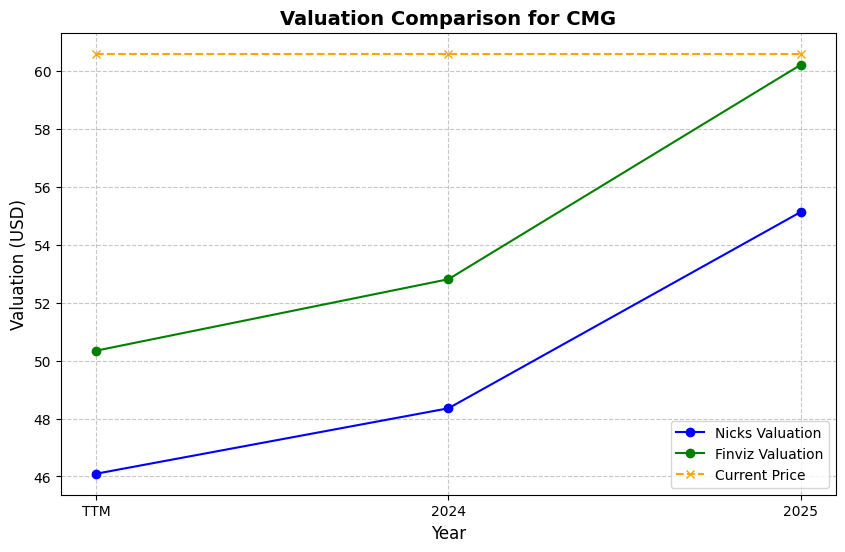 Valuation Comparison for CMG
Valuation (USD)
60
58
56
54
52
50
48
46
TTM
2024
2025
Year
Nicks Valuation
Finviz Valuation
Current Price